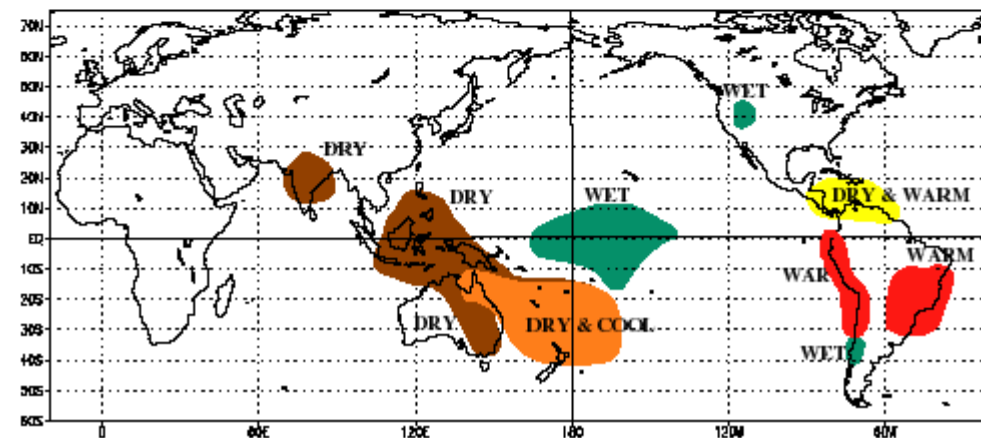 70N
60N
50N
40N
30N
20N
10N
EQ
10S
20S
30S
40S
50S
60S
WET
DRY
DRY
WET
DRY & WARM
WARM
WAR
DRY
DRY & COOL
WET
0
60E
120E
180
120W
60W